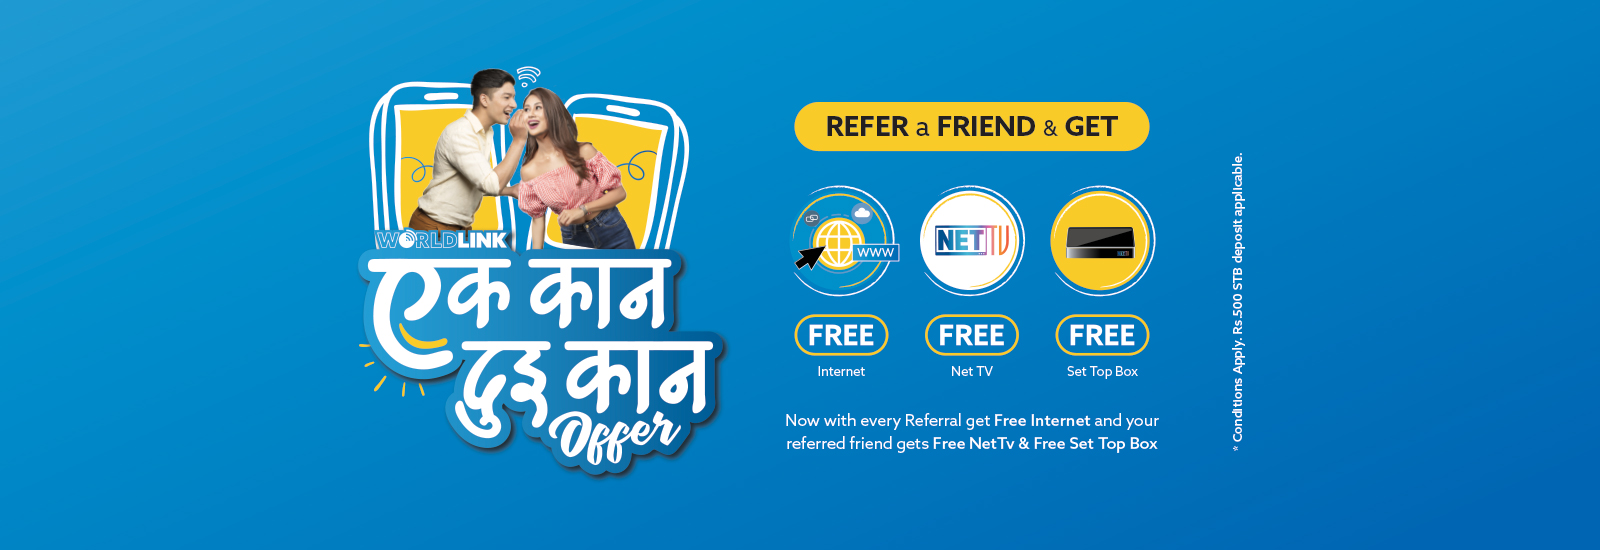 WORLDLINK
एक कान
दुइ कान
Offer
REFER a FRIEND & GET
WWW
NET TV
FREE
Internet
FREE
Net TV
FREE
Set Top Box
Now with every Referral get Free Internet and your
referred friend gets Free NetTv & Free Set Top Box
* Conditions Apply. Rs.500 STB deposit applicable.